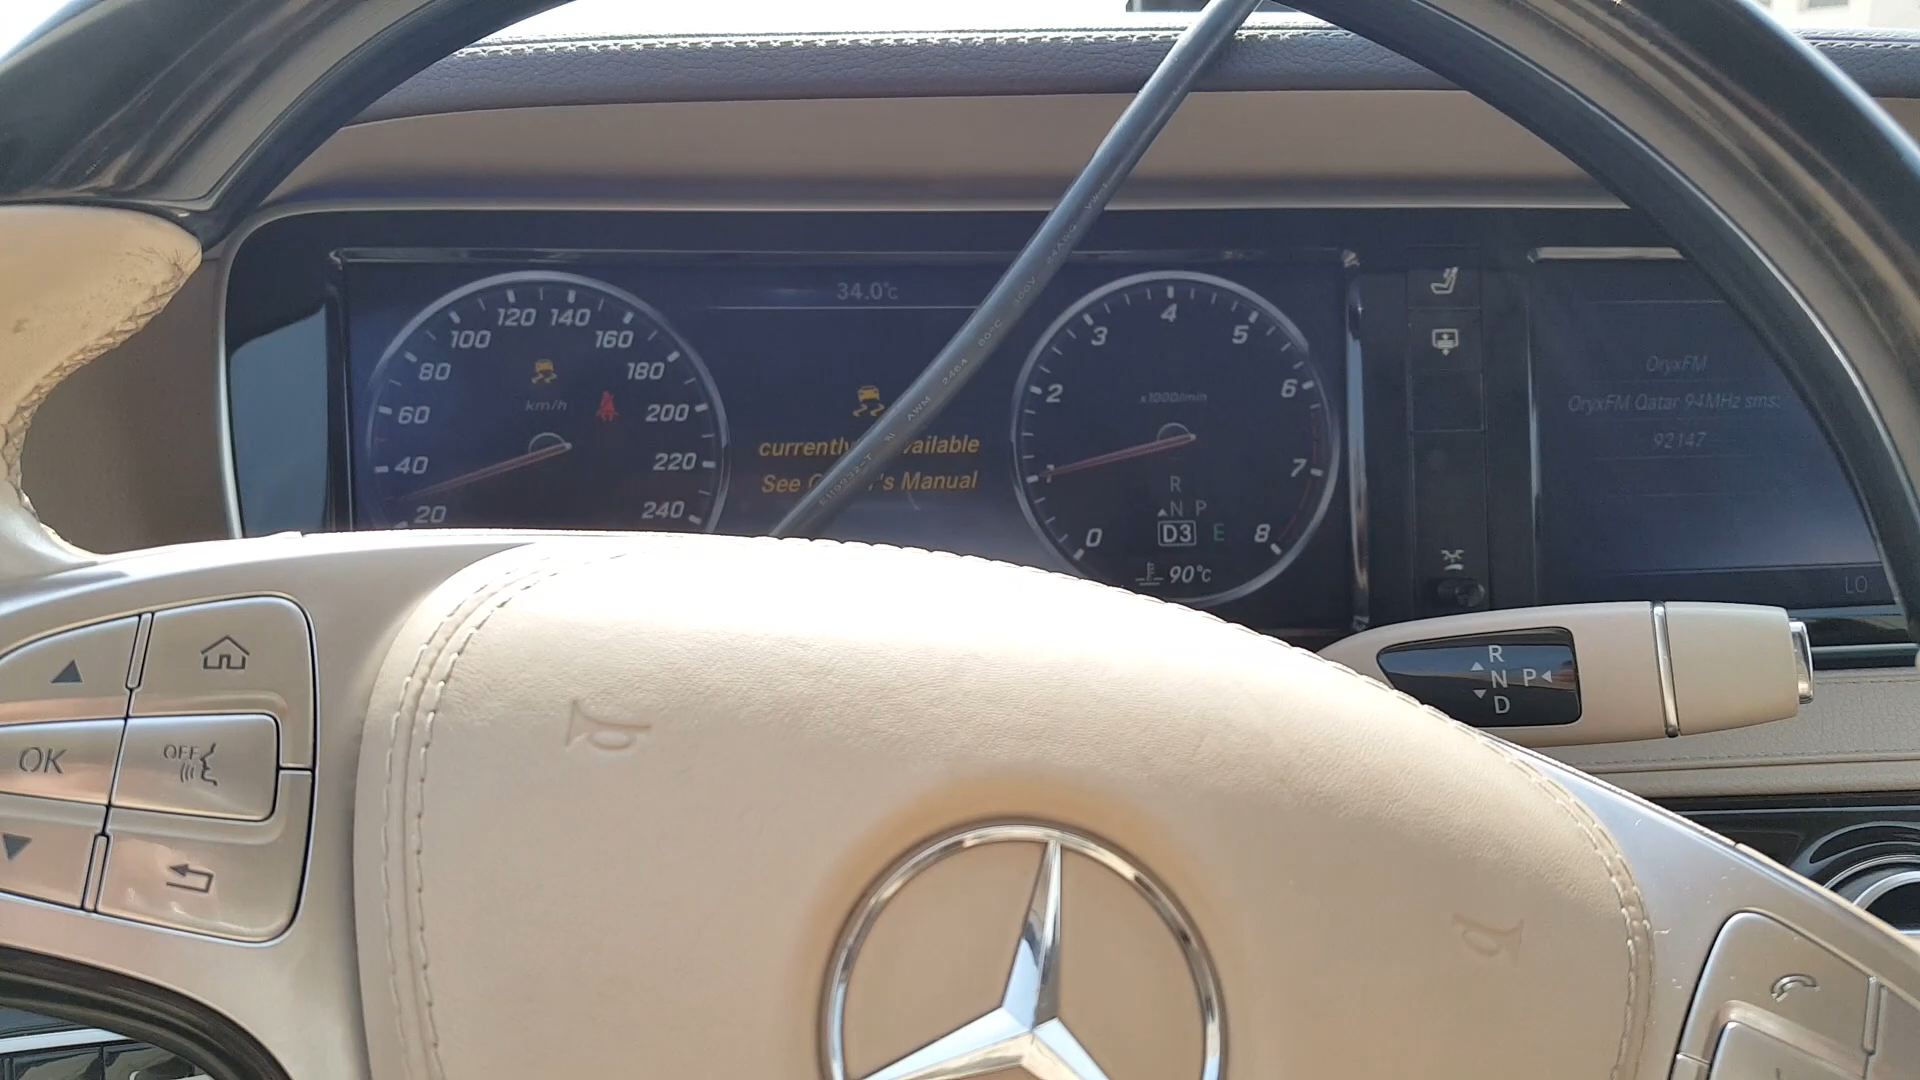 34.0°c
20
40
60
80
100
120
140
160
180
200
220
240
km/h
currently
See
's Manual
0
1
2
3
4
5
6
7
8
x1000/min
R
N P
D3 E
90°c
OryxFM
OryxFM Qatar 94MHz sms:
92147
LO
R
N P
D
OK
OFF
AWM